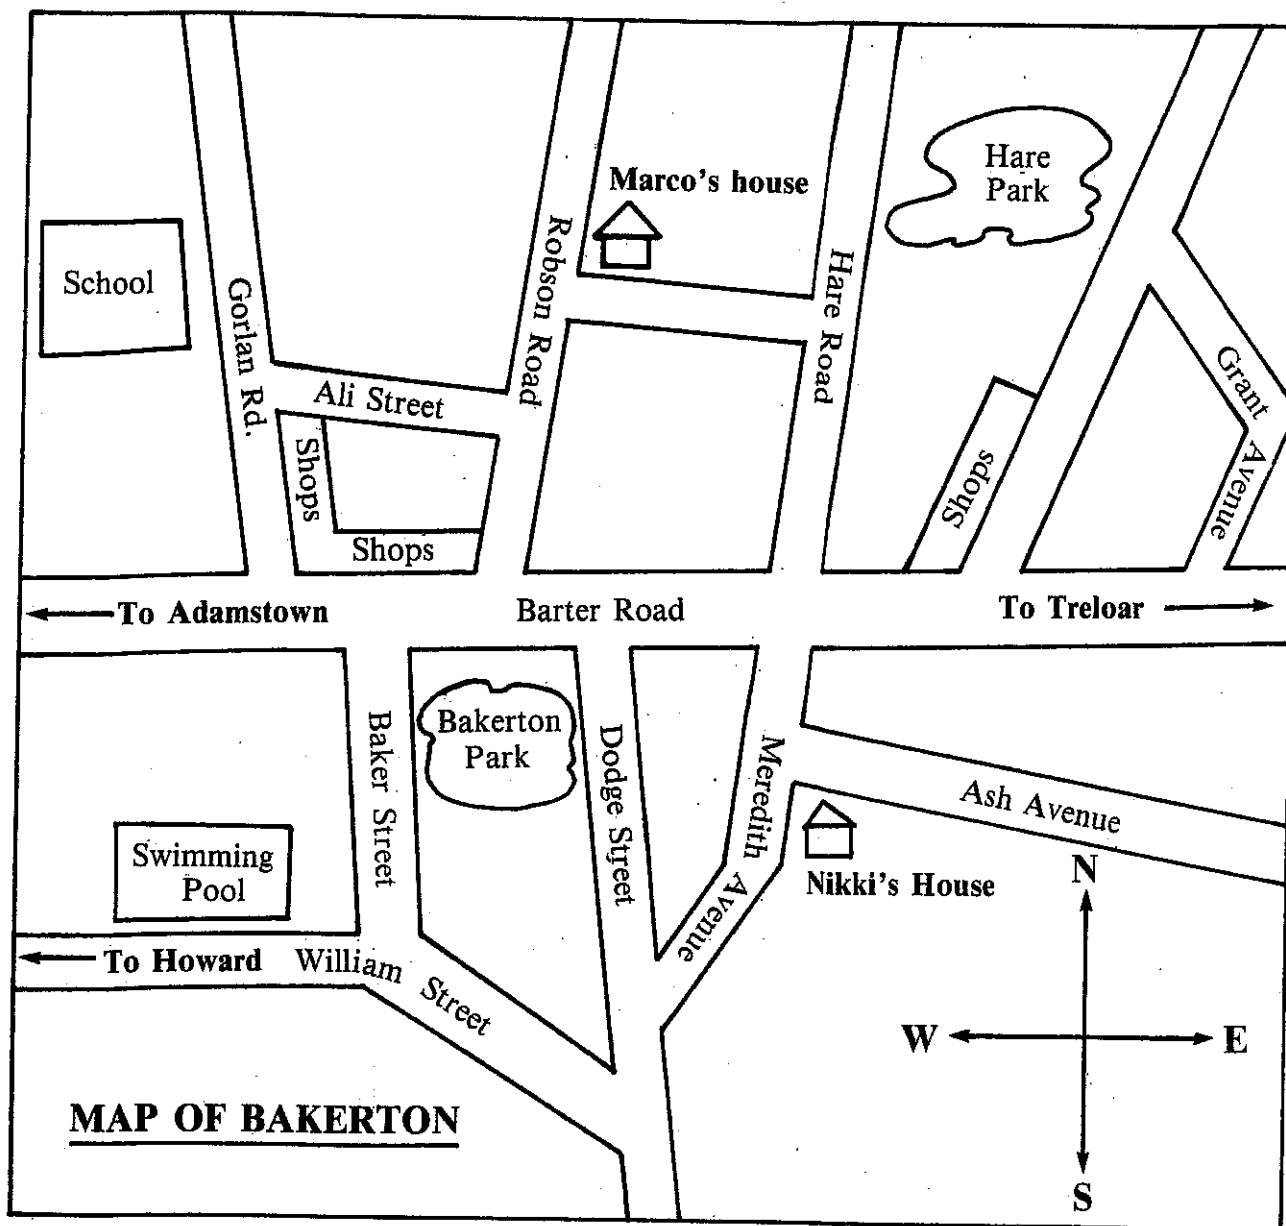 Marco's house
Hare
Park
School
Gorlan Rd.
Robson Road
Hare Road
Ali Street
Grant Avenue
Shops
Shops
Shops
To Adamstown
Barter Road
To Treloar
Baker Street
Bakerton
Park
Dodge Street
Meredith Avenue
Ash Avenue
Swimming
Pool
Nikki's House
To Howard
William Street
N
W
E
S
MAP OF BAKERTON